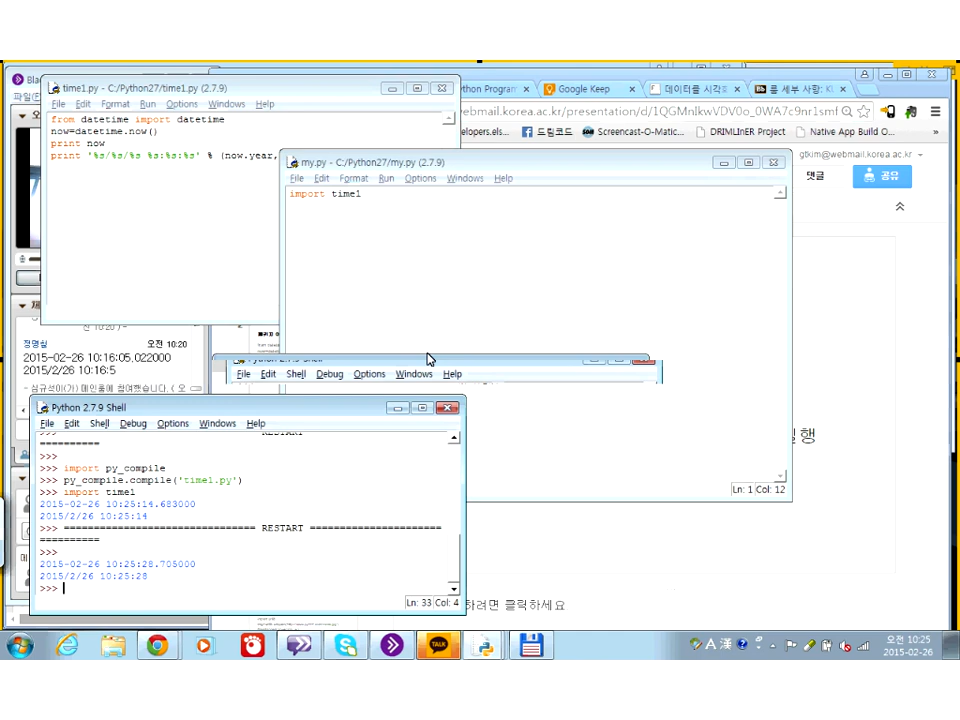 time1.py - C:/Python27/time1.py (2.7.9)
File Edit Format Run Options Windows Help
from datetime import datetime
now=datetime.now()
print now
print '%s/%s/%s %s:%s:%s' % (now.year,
my.py - C:/Python27/my.py (2.7.9)
File Edit Format Run Options Windows Help
import time1
Ln: 1 Col: 12
Google Keep
데이터를 시각
룸 세부 사항:
webmail.korea.ac.kr/presentation/d/1QGMnlkwVDV0o_0WA7c9nr1smf
드림코드
Screencast-O-Matic...
DRIMLInER Project
Native App Build O...
»
gtkim@webmail.korea.ac.kr
댓글
공유
정명실 오전 10:20
2015-02-26 10:16:05,022000
2015/2/26 10:16:5
File Edit Shell Debug Options Windows Help
Python 2.7.9 Shell
File Edit Shell Debug Options Windows Help
==========
>>>
>>> import py_compile
>>> py_compile.compile('time1.py')
>>> import time1
2015-02-26 10:25:14.683000
2015/2/26 10:25:14
>>> ================================ RESTART ======================
==========
>>>
2015-02-26 10:25:28.705000
2015/2/26 10:25:28
>>>
Ln: 33 Col: 4
하려면 클릭하세요
TALK
A 漢
오전 10:25
2015-02-26